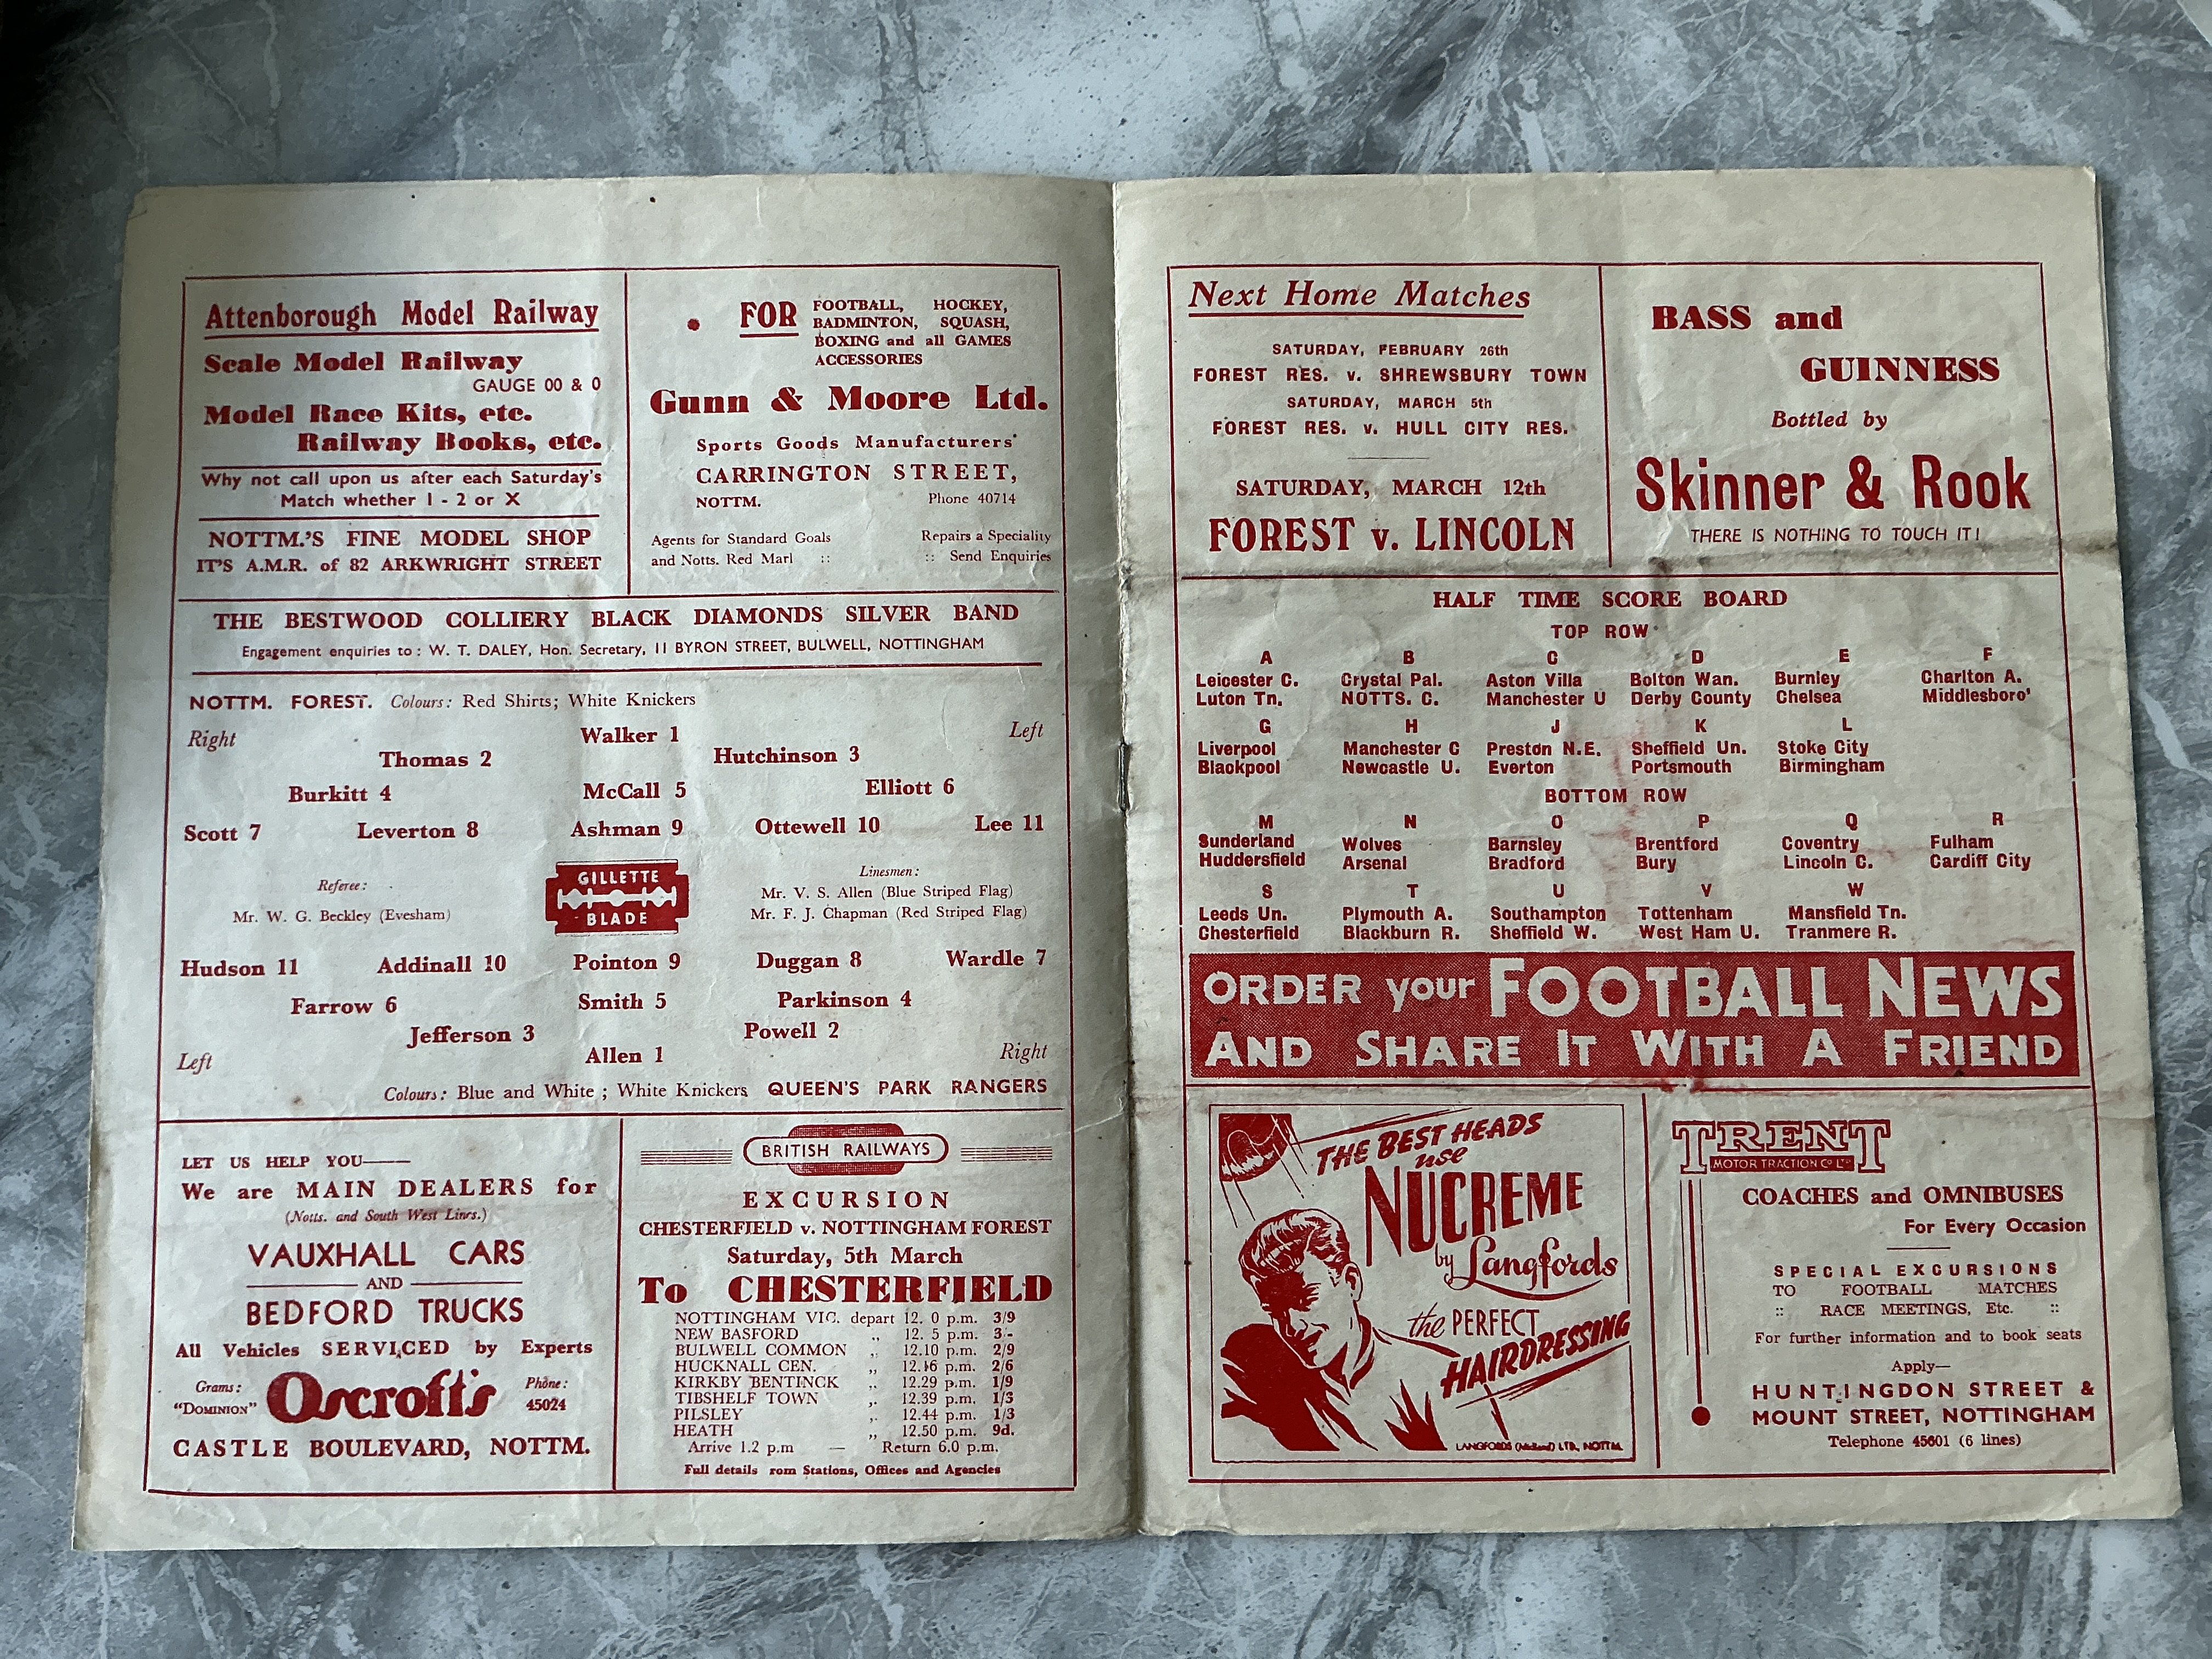 Attenborough Model Railway
Scale Model Railway
GAUGE 00 & 0
Model Race Kits, etc.
Railway Books, etc.
Why not call upon us after each Saturday's
Match whether 1 - 2 or X
NOTTM.'S FINE MODEL SHOP
IT'S A.M.R. of 82 ARKWRIGHT STREET
FOR FOOTBALL, HOCKEY,
BADMINTON, SQUASH,
BOXING and all GAMES
ACCESSORIES
Gunn & Moore Ltd.
Sports Goods Manufacturers'
CARRINGTON STREET,
NOTTM. Phone 40714
Agents for Standard Goals Repairs a Speciality
and Notts. Red Marl :: :: Send Enquiries
THE BESTWOOD COLLIERY BLACK DIAMONDS SILVER BAND
Engagement enquiries to : W. T. DALEY, Hon. Secretary, 11 BYRON STREET, BULWELL, NOTTINGHAM
NOTTM. FOREST. Colours: Red Shirts; White Knickers
Right Walker 1 Left
Thomas 2 Hutchinson 3
Burkitt 4 McCall 5 Elliott 6
Scott 7 Leverton 8 Ashman 9 Ottewell 10 Lee 11
Referee:
Mr. W. G. Beckley (Evesham)
GILLETTE
BLADE
Linesmen:
Mr. V. S. Allen (Blue Striped Flag)
Mr. F. J. Chapman (Red Striped Flag)
Hudson 11 Addinall 10 Pointon 9 Duggan 8 Wardle 7
Farrow 6 Smith 5 Parkinson 4
Jefferson 3 Powell 2
Left Allen 1 Right
Colours: Blue and White ; White Knickers QUEEN'S PARK RANGERS
LET US HELP YOU——
We are MAIN DEALERS for
(Notts. and South West Lincs.)
VAUXHALL CARS
AND
BEDFORD TRUCKS
All Vehicles SERVICED by Experts
Grams: "DOMINION" Oscroft's Phone: 45024
CASTLE BOULEVARD, NOTTM.
BRITISH RAILWAYS
EXCURSION
CHESTERFIELD v. NOTTINGHAM FOREST
Saturday, 5th March
To CHESTERFIELD
NOTTINGHAM VIC. depart 12. 0 p.m. 3/9
NEW BASFORD ,, 12. 5 p.m. 3/-
BULWELL COMMON ,, 12.10 p.m. 2/9
HUCKNALL CEN. ,, 12.16 p.m. 2/6
KIRKBY BENTINCK ,, 12.29 p.m. 1/9
TIBSHELF TOWN ,, 12.39 p.m. 1/3
PILSLEY ,, 12.44 p.m. 1/3
HEATH ,, 12.50 p.m. 9d.
Arrive 1.2 p.m — Return 6.0 p.m.
Full details rom Stations, Offices and Agencies
Next Home Matches
SATURDAY, FEBRUARY 26th
FOREST RES. v. SHREWSBURY TOWN
SATURDAY, MARCH 5th
FOREST RES. v. HULL CITY RES.
SATURDAY, MARCH 12th
FOREST v. LINCOLN
BASS and
GUINNESS
Bottled by
Skinner & Rook
THERE IS NOTHING TO TOUCH IT!
HALF TIME SCORE BOARD
TOP ROW
A B C D E F
Leicester C. Crystal Pal. Aston Villa Bolton Wan. Burnley Charlton A.
Luton Tn. NOTTS. C. Manchester U Derby County Chelsea Middlesboro'
G H J K L
Liverpool Manchester C Preston N.E. Sheffield Un. Stoke City
Blackpool Newcastle U. Everton Portsmouth Birmingham
BOTTOM ROW
M N O P Q R
Sunderland Wolves Barnsley Brentford Coventry Fulham
Huddersfield Arsenal Bradford Bury Lincoln C. Cardiff City
S T U V W
Leeds Un. Plymouth A. Southampton Tottenham Mansfield Tn.
Chesterfield Blackburn R. Sheffield W. West Ham U. Tranmere R.
ORDER your FOOTBALL NEWS
AND SHARE IT WITH A FRIEND
THE BEST HEADS
use
NUCREME
by Langfords
the PERFECT
HAIRDRESSING
LANGFORDS (Midland) LTD, NOTTM.
TRENT
MOTOR TRACTION Co LTD
COACHES and OMNIBUSES
For Every Occasion
SPECIAL EXCURSIONS
TO FOOTBALL MATCHES
:: RACE MEETINGS, Etc. ::
For further information and to book seats
Apply—
HUNTINGDON STREET &
MOUNT STREET, NOTTINGHAM
Telephone 45601 (6 lines)